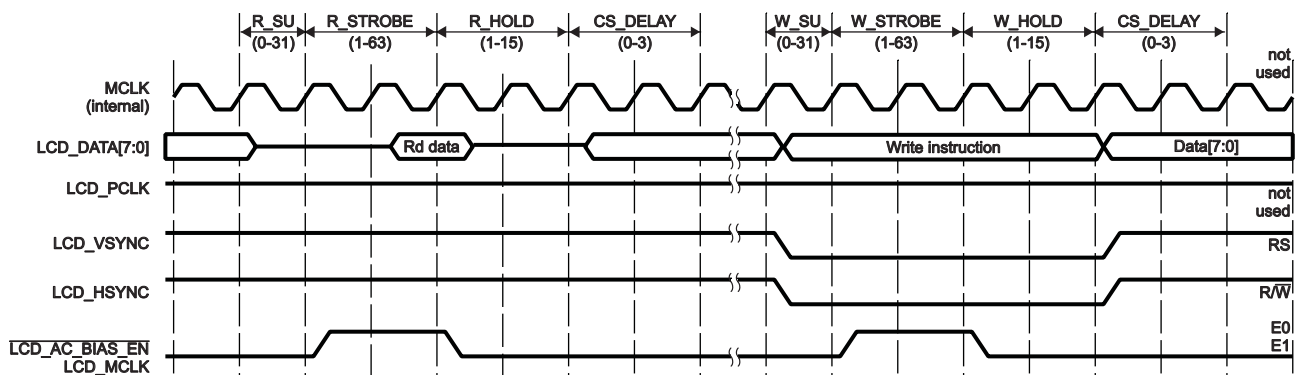 R_SU R_STROBE R_HOLD CS_DELAY W_SU W_STROBE W_HOLD CS_DELAY
(0-31) (1-63) (1-15) (0-3) (0-31) (1-63) (1-15) (0-3)
not
used
MCLK
(internal)
LCD_DATA[7:0] Rd data Write instruction Data[7:0]
LCD_PCLK
not
used
LCD_VSYNC RS
LCD_HSYNC R/W
E0
LCD_AC_BIAS_EN E1
LCD_MCLK